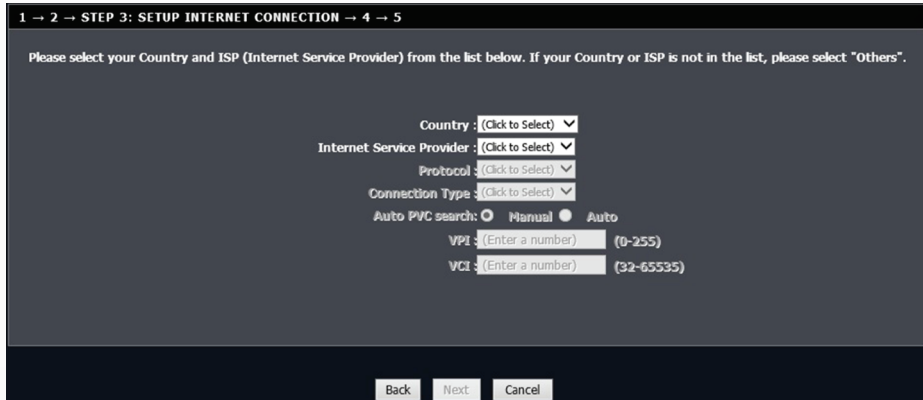 1 → 2 → STEP 3: SETUP INTERNET CONNECTION → 4 → 5
Please select your Country and ISP (Internet Service Provider) from the list below. If your Country or ISP is not in the list, please select "Others".
Country : (Click to Select)
Internet Service Provider : (Click to Select)
Protocol : (Click to Select)
Connection Type : (Click to Select)
Auto PVC search: Manual Auto
VPI : (Enter a number) (0-255)
VCI : (Enter a number) (32-65535)
Back Next Cancel